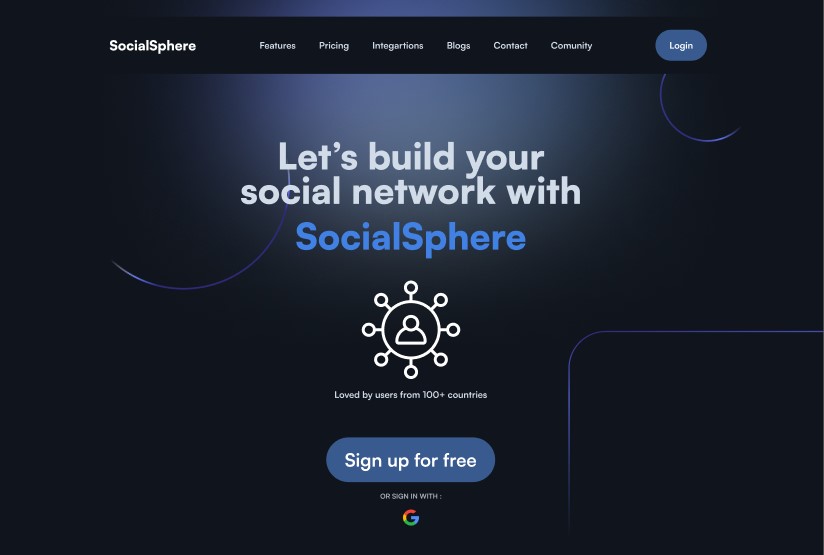 SocialSphere
Features Pricing Integartions Blogs Contact Comunity
Login
Let's build your
social network with
SocialSphere
Loved by users from 100+ countries
Sign up for free
OR SIGN IN WITH :